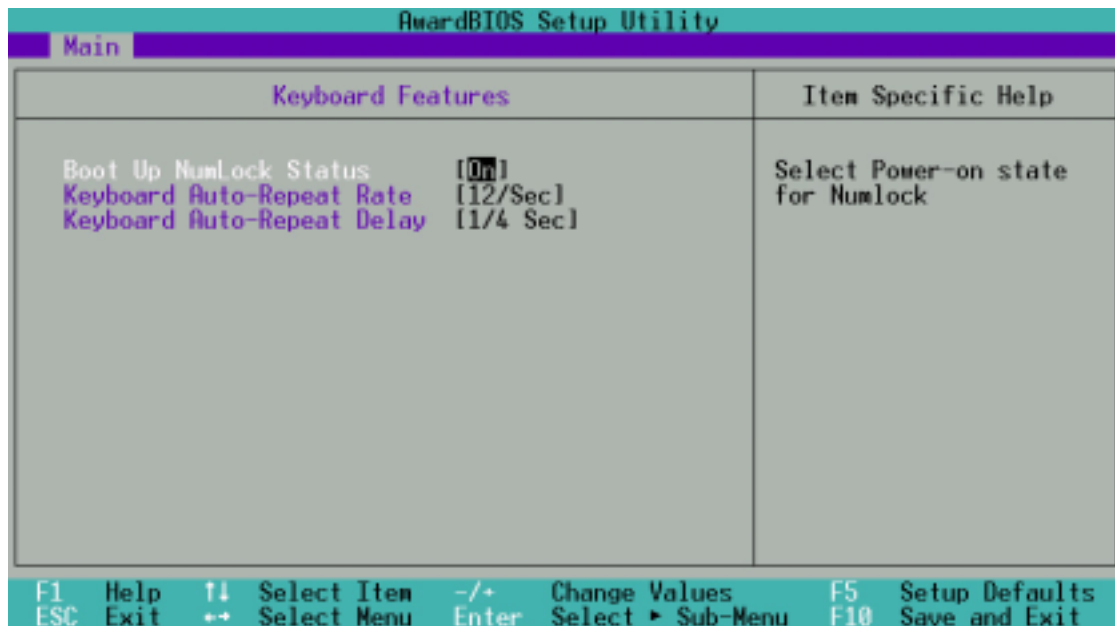 AwardBIOS Setup Utility
Main
Keyboard Features
Item Specific Help
Boot Up NumLock Status [On]
Keyboard Auto-Repeat Rate [12/Sec]
Keyboard Auto-Repeat Delay [1/4 Sec]
Select Power-on state
for Numlock
F1 Help ↑↓ Select Item -/+ Change Values F5 Setup Defaults
ESC Exit ←→ Select Menu Enter Select ► Sub-Menu F10 Save and Exit